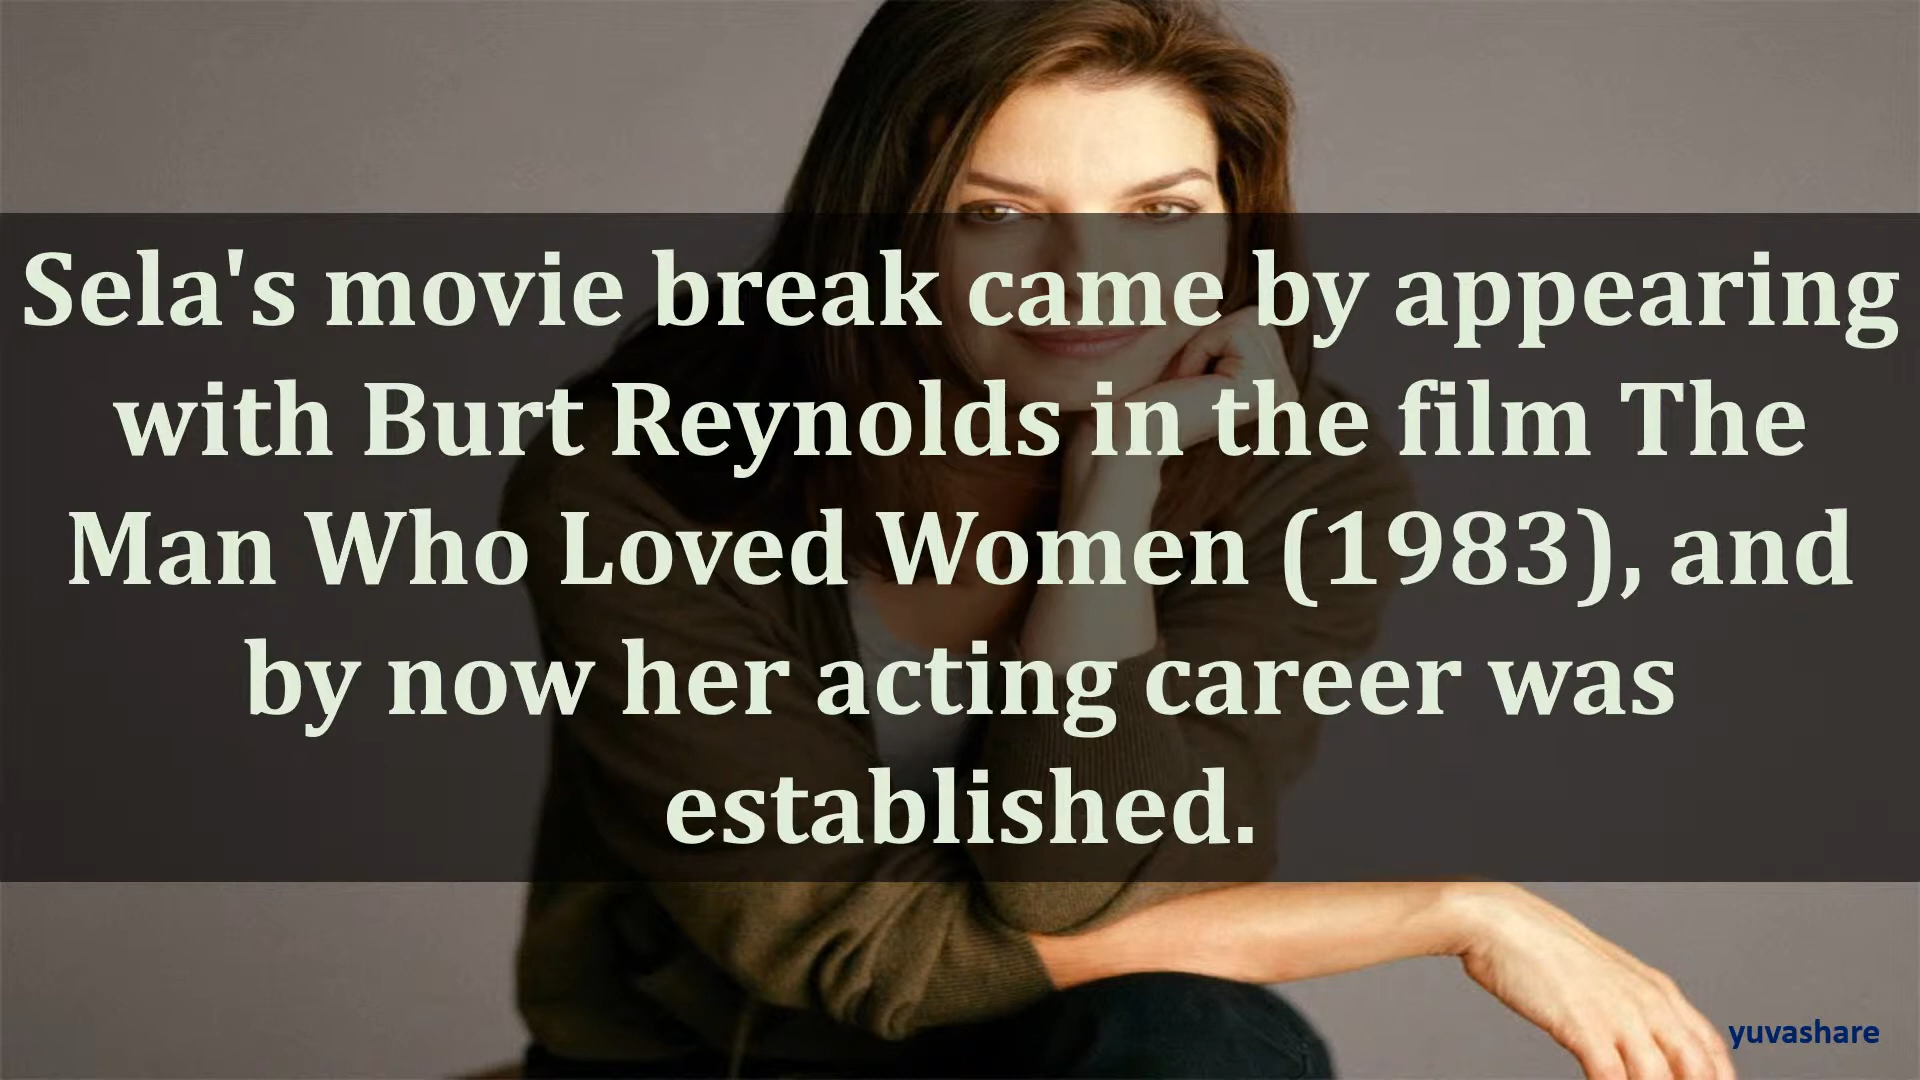 Sela's movie break came by appearing
with Burt Reynolds in the film The
Man Who Loved Women (1983), and
by now her acting career was
established.
yuvashare